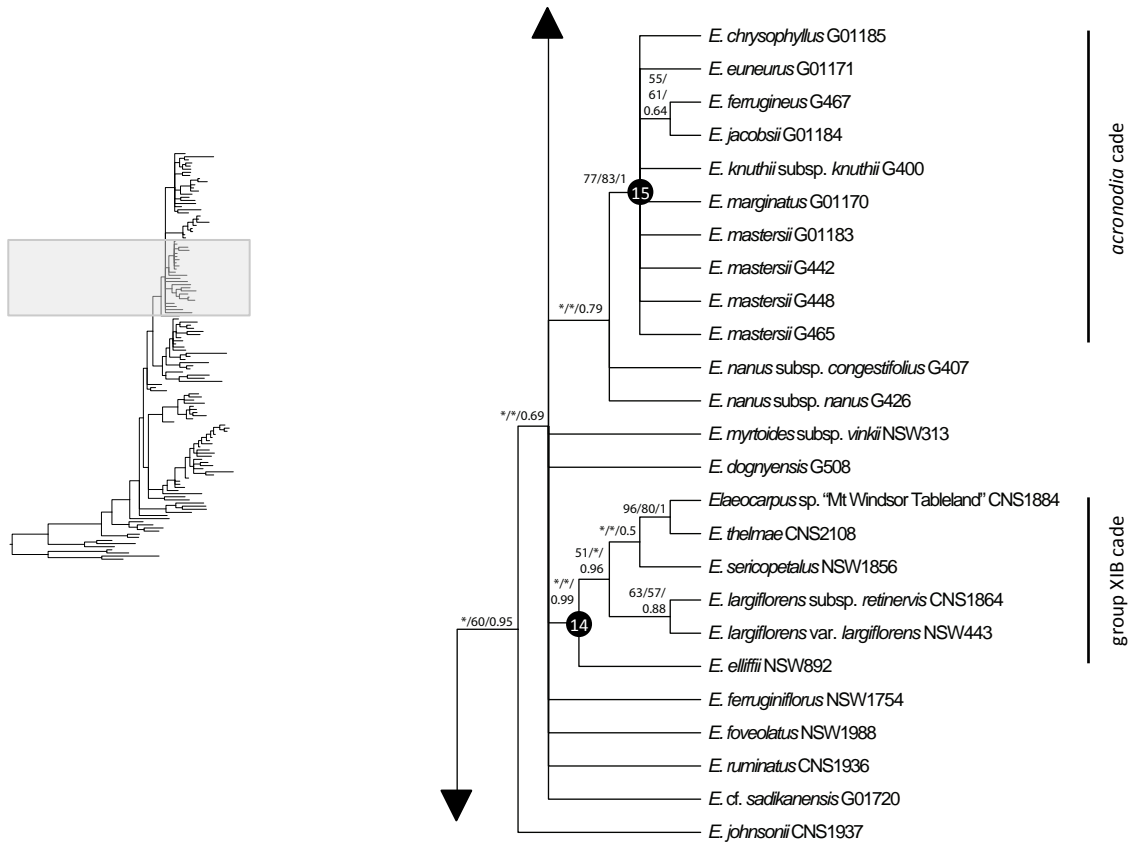 E. chrysophyllus G01185
E. euneurus G01171
55/
61/
0.64
E. ferrugineus G467
E. jacobsii G01184
E. knuthii subsp. knuthii G400
77/83/1
15
E. marginatus G01170
E. mastersii G01183
E. mastersii G442
E. mastersii G448
E. mastersii G465
acronodia cade
*/*/0.79
E. nanus subsp. congestifolius G407
E. nanus subsp. nanus G426
*/*/0.69
E. myrtoides subsp. vinkii NSW313
E. dognyensis G508
Elaeocarpus sp. “Mt Windsor Tableland” CNS1884
96/80/1
E. thelmae CNS2108
*/*/0.5
E. sericopetalus NSW1856
51/*/
0.96
*/*/
0.99
63/57/
0.88
E. largiflorens subsp. retinervis CNS1864
14
E. largiflorens var. largiflorens NSW443
E. elliffii NSW892
group XIB cade
*/60/0.95
E. ferruginiflorus NSW1754
E. foveolatus NSW1988
E. ruminatus CNS1936
E. cf. sadikanensis G01720
E. johnsonii CNS1937